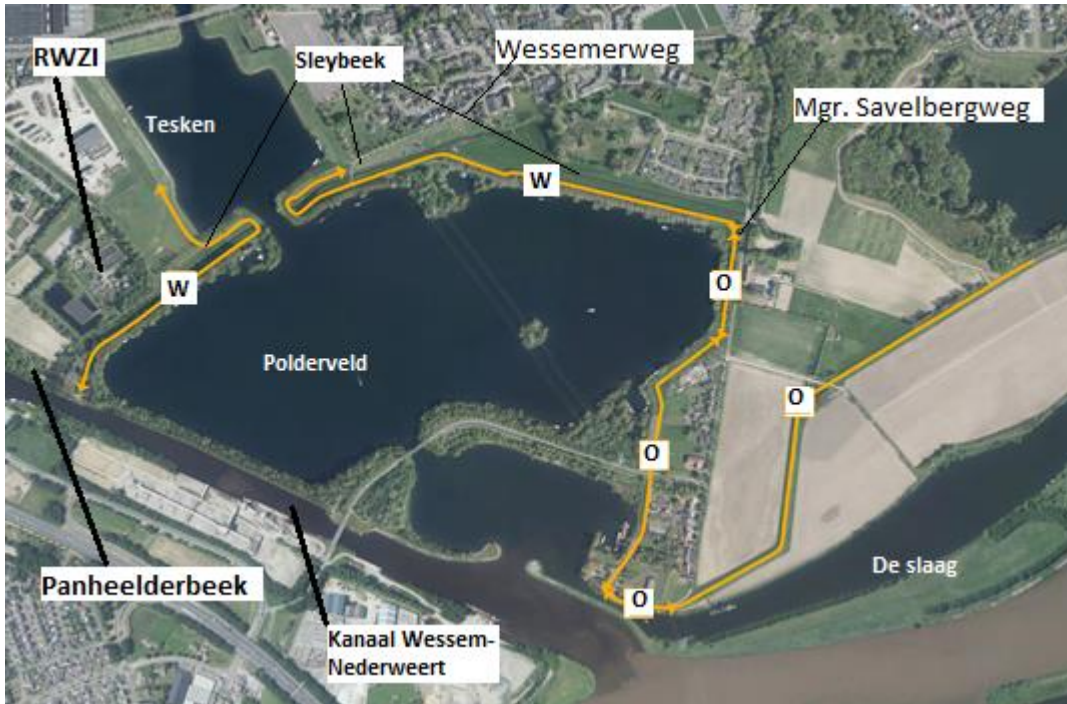 RWZI
Sleybeek
Wessemerweg
Tesken
Mgr. Savelbergweg
W
O
W
Polderveld
O
O
De slaag
Panheelderbeek
O
Kanaal Wessem-
Nederweert